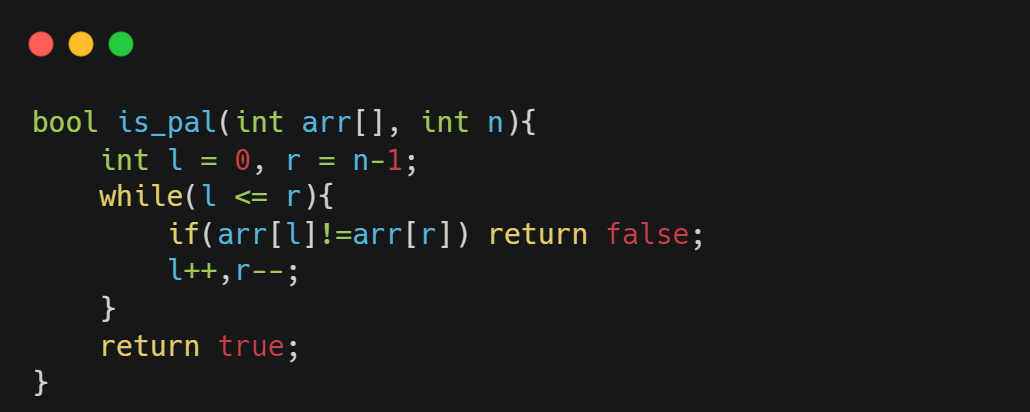 bool is_pal(int arr[], int n){
    int l = 0, r = n-1;
    while(l <= r){
        if(arr[l]!=arr[r]) return false;
        l++,r--;
    }
    return true;
}